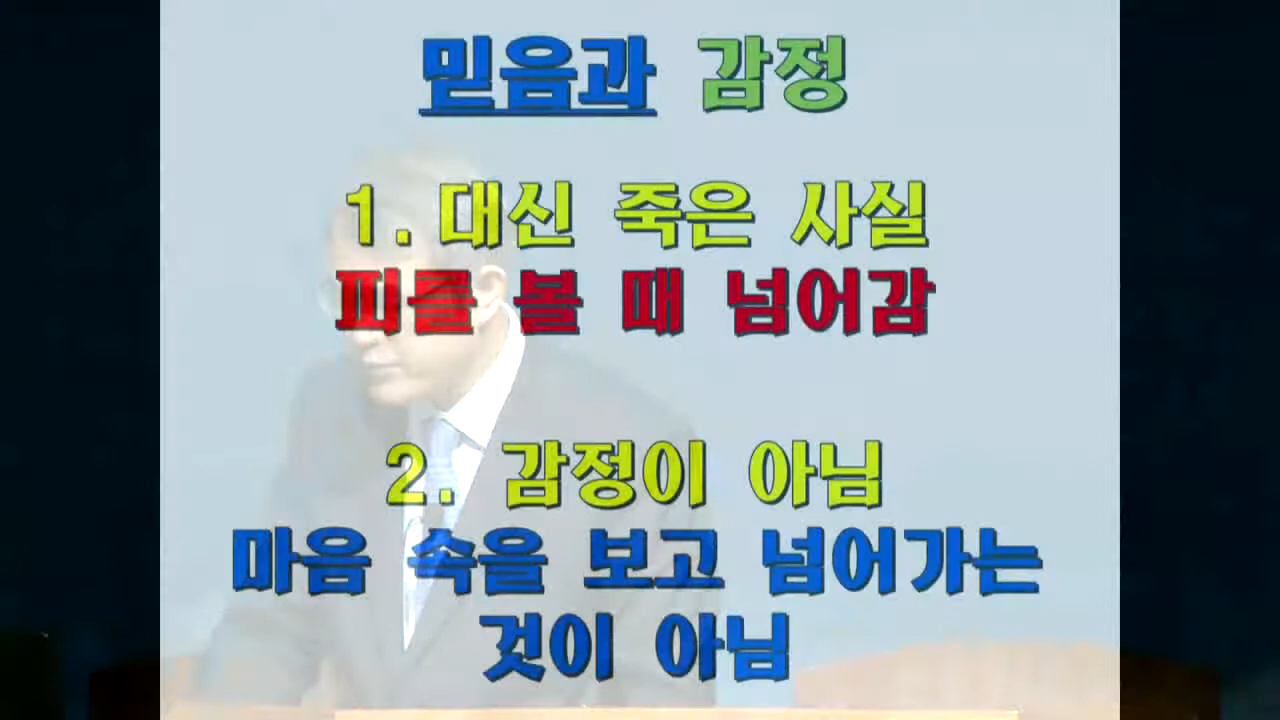 믿음과 감정
1. 대신 죽은 사실
피를 볼 때 넘어감
2. 감정이 아님
마음 속을 보고 넘어가는
것이 아님